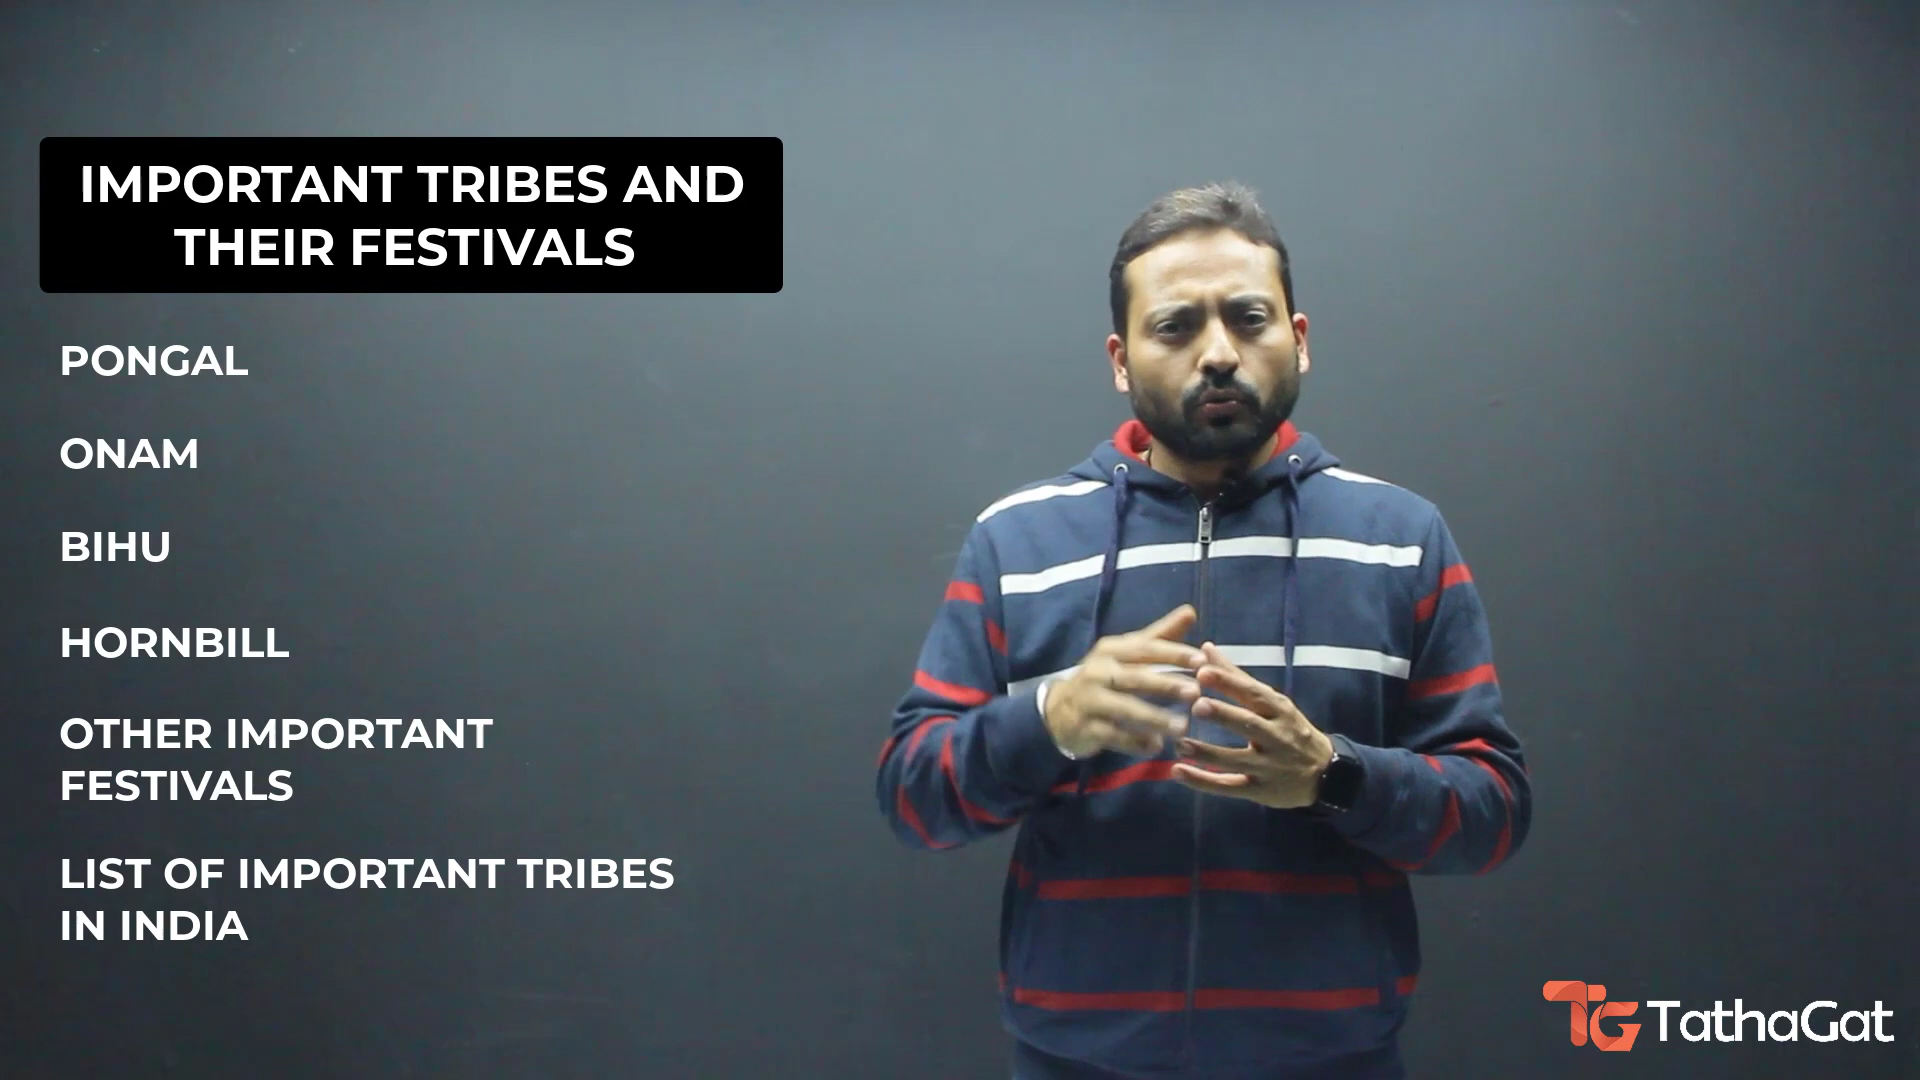 IMPORTANT TRIBES AND
THEIR FESTIVALS
PONGAL
ONAM
BIHU
HORNBILL
OTHER IMPORTANT
FESTIVALS
LIST OF IMPORTANT TRIBES
IN INDIA
TG TathaGat